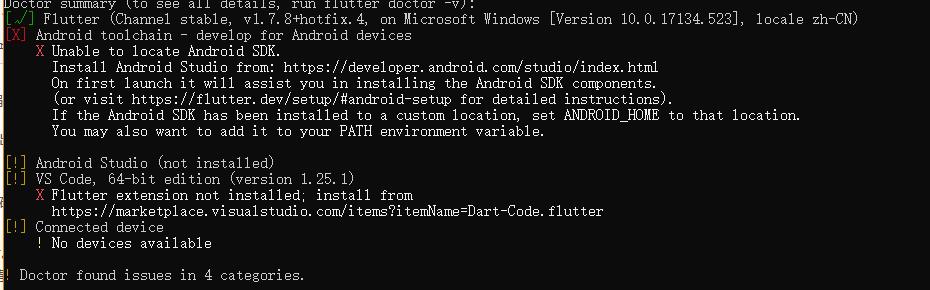 Doctor summary (to see all details, run flutter doctor -v):
[√] Flutter (Channel stable, v1.7.8+hotfix.4, on Microsoft Windows [Version 10.0.17134.523], locale zh-CN)
[X] Android toolchain - develop for Android devices
X Unable to locate Android SDK.
Install Android Studio from: https://developer.android.com/studio/index.html
On first launch it will assist you in installing the Android SDK components.
(or visit https://flutter.dev/setup/#android-setup for detailed instructions).
If the Android SDK has been installed to a custom location, set ANDROID_HOME to that location.
You may also want to add it to your PATH environment variable.
[!] Android Studio (not installed)
[!] VS Code, 64-bit edition (version 1.25.1)
X Flutter extension not installed; install from
https://marketplace.visualstudio.com/items?itemName=Dart-Code.flutter
[!] Connected device
! No devices available
! Doctor found issues in 4 categories.